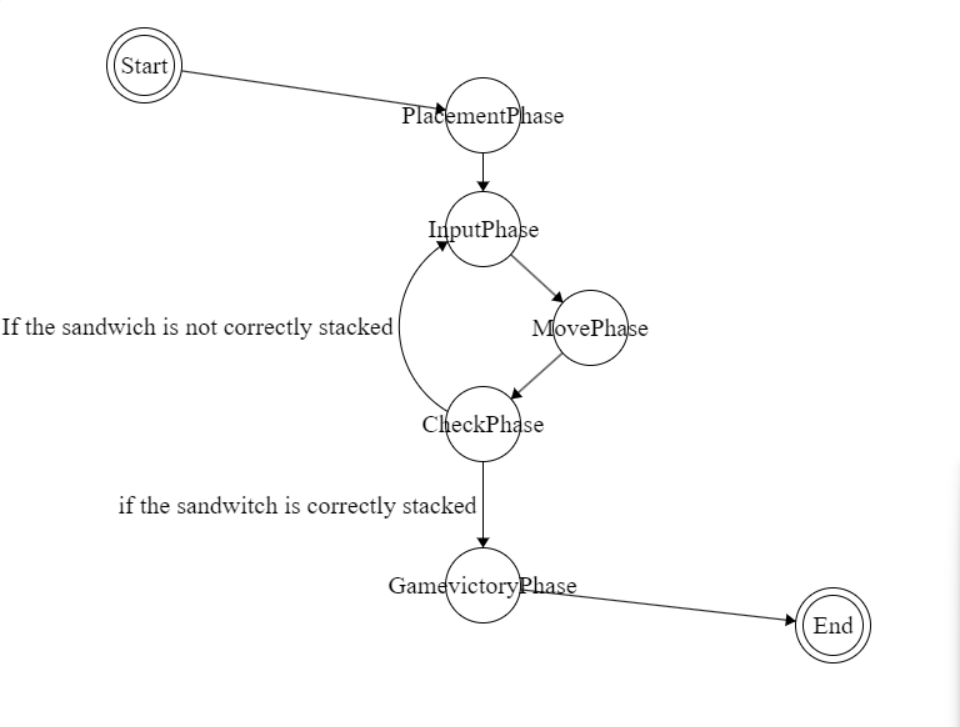 Start
PlacementPhase
InputPhase
If the sandwich is not correctly stacked
MovePhase
CheckPhase
if the sandwitch is correctly stacked
GamevictoryPhase
End